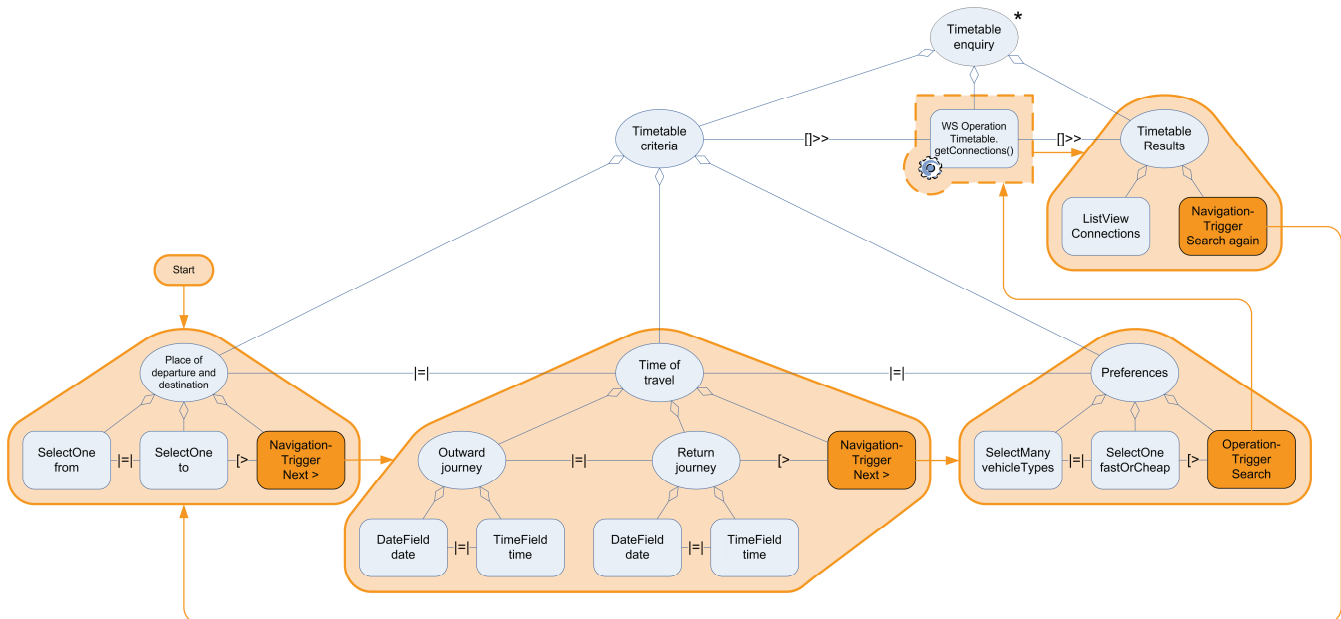 Timetable
enquiry
*
Timetable
criteria
[]>>
WS Operation
Timetable.
getConnections()
[]>>
Timetable
Results
ListView
Connections
Navigation-
Trigger
Search again
Start
Place of
departure and
destination
|=|
Time of
travel
|=|
Preferences
SelectOne
from
|=|
SelectOne
to
[>
Navigation-
Trigger
Next >
Outward
journey
|=|
Return
journey
[>
Navigation-
Trigger
Next >
SelectMany
vehicleTypes
|=|
SelectOne
fastOrCheap
[>
Operation-
Trigger
Search
DateField
date
|=|
TimeField
time
DateField
date
|=|
TimeField
time